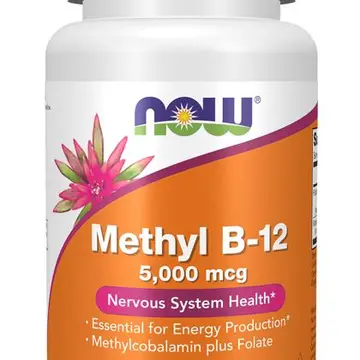 NOW®
Methyl B-12
5,000 mcg
Nervous System Health*
• Essential for Energy Production*
• Methylcobalamin plus Folate